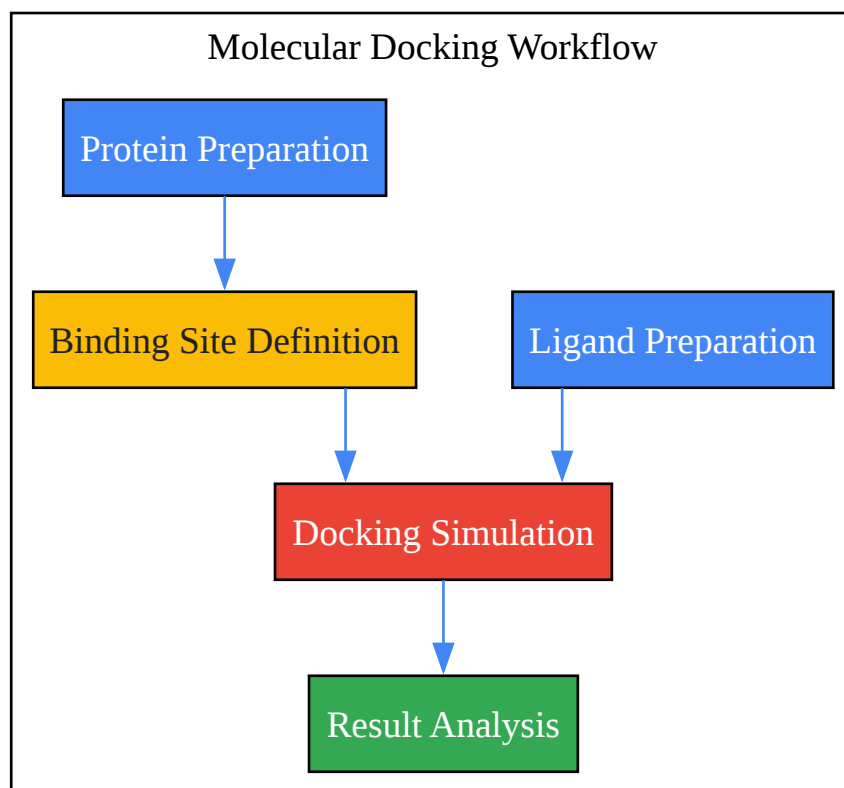 Molecular Docking Workflow
Protein Preparation
Binding Site Definition
Ligand Preparation
Docking Simulation
Result Analysis